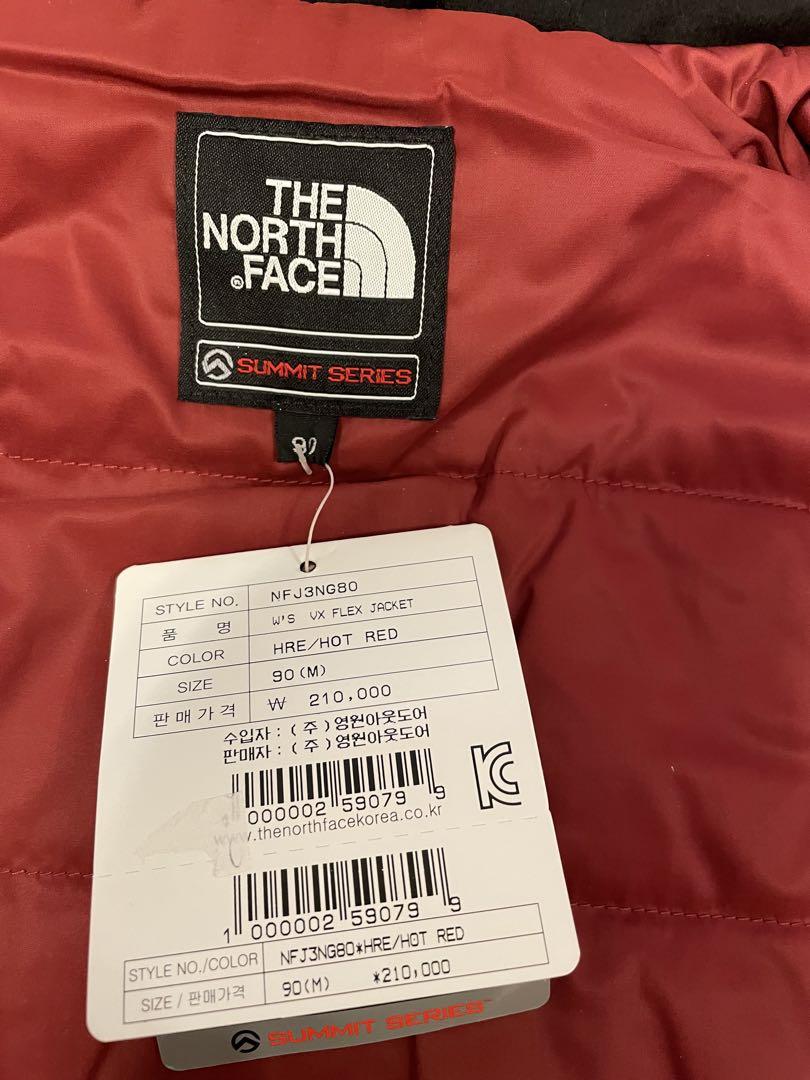 THE
NORTH
FACE
®
SUMMIT SERIES
90
STYLE NO. NFJ3NG80
품 명 W'S VX FLEX JACKET
COLOR HRE/HOT RED
SIZE 90(M)
판매가격 ₩ 210,000
수입자 : (주)영원아웃도어
판매자 : (주)영원아웃도어
000002 59079 9
www.thenorthfacekorea.co.kr
1 000002 59079 9
STYLE NO./COLOR NFJ3NG80*HRE/HOT RED
SIZE / 판매가격 90(M) *210,000
SUMMIT SERIES™